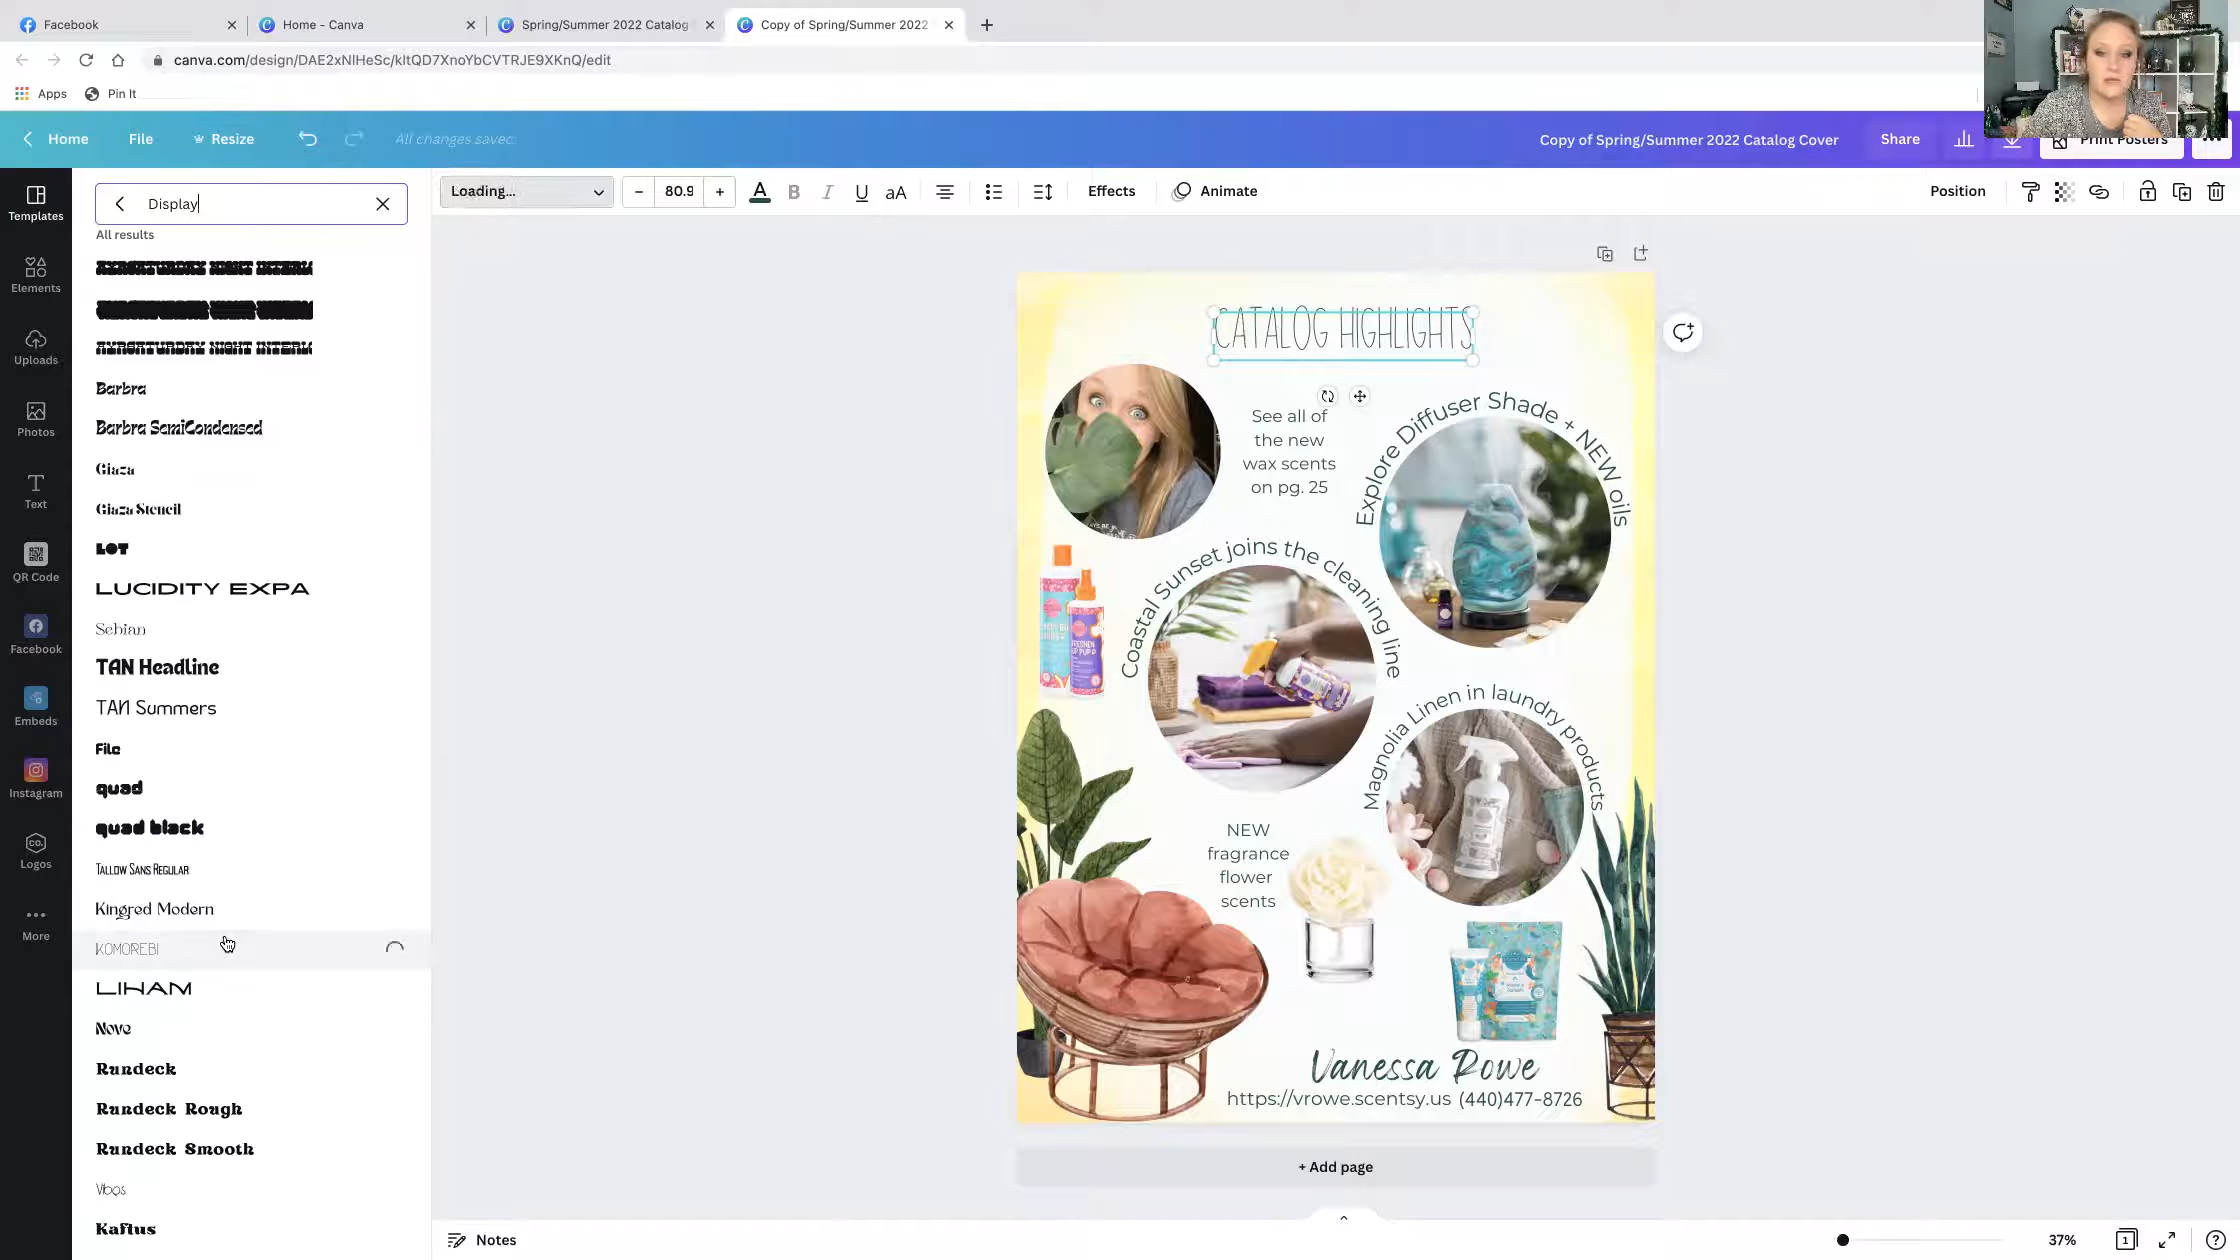 Facebook
Home - Canva
Spring/Summer 2022 Catalog
Copy of Spring/Summer 2022
canva.com/design/DAE2xNlHeSc/kltQD7XnoYbCVTRJE9XKnQ/edit
Apps
Pin It
Home
File
Resize
All changes saved
Copy of Spring/Summer 2022 Catalog Cover
Share
Print Posters
Display
Loading...
80.9
B
I
U
aA
Effects
Animate
Position
Templates
Elements
Uploads
Photos
Text
QR Code
Facebook
Embeds
Instagram
Logos
More
All results
Barbra
Barbra SemiCondensed
Giaza
Giaza Stencil
LOT
LUCIDITY EXPA
Sebian
TAN Headline
TAN Summers
File
quad
quad black
Tallow Sans Regular
Kingred Modern
KOMOREBI
LIHAM
Nove
Rundeck
Rundeck Rough
Rundeck Smooth
Vibes
Kaftus
CATALOG HIGHLIGHTS
See all of
the new
wax scents
on pg. 25
Explore Diffuser Shade + NEW oils
Coastal Sunset joins the cleaning line
Magnolia Linen in laundry products
NEW
fragrance
flower
scents
Vanessa Rowe
https://vrowe.scentsy.us (440)477-8726
+ Add page
Notes
37%
1